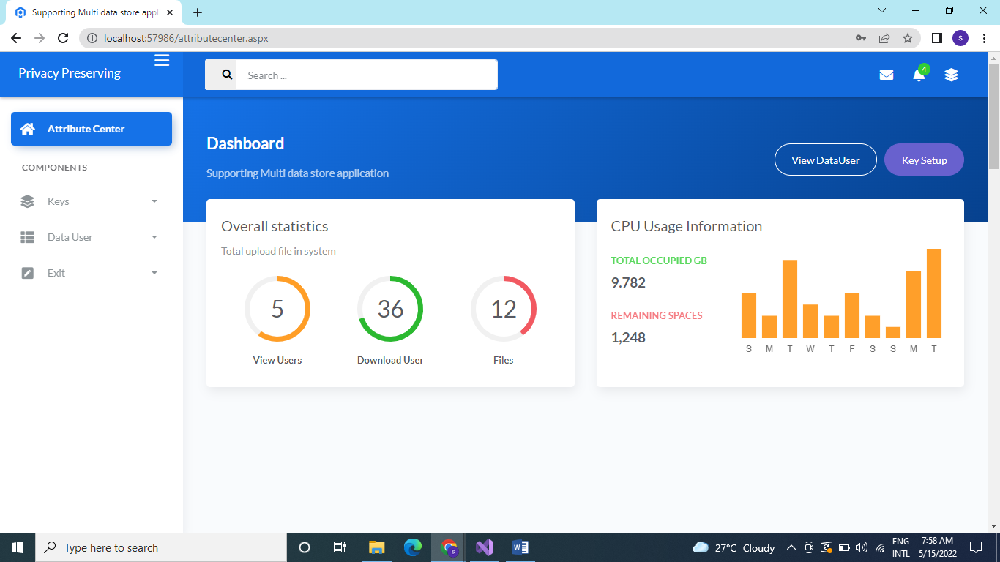 Supporting Multi data store appl
localhost:57986/attributecenter.aspx
S
Privacy Preserving
Search ...
4
Attribute Center
COMPONENTS
Keys
Data User
Exit
Dashboard
Supporting Multi data store application
View DataUser
Key Setup
Overall statistics
Total upload file in system
5
36
12
View Users
Download User
Files
CPU Usage Information
TOTAL OCCUPIED GB
9.782
REMAINING SPACES
1,248
S M T W T F S S M T
Type here to search
S
W
27°C Cloudy
ENG
INTL
7:58 AM
5/15/2022